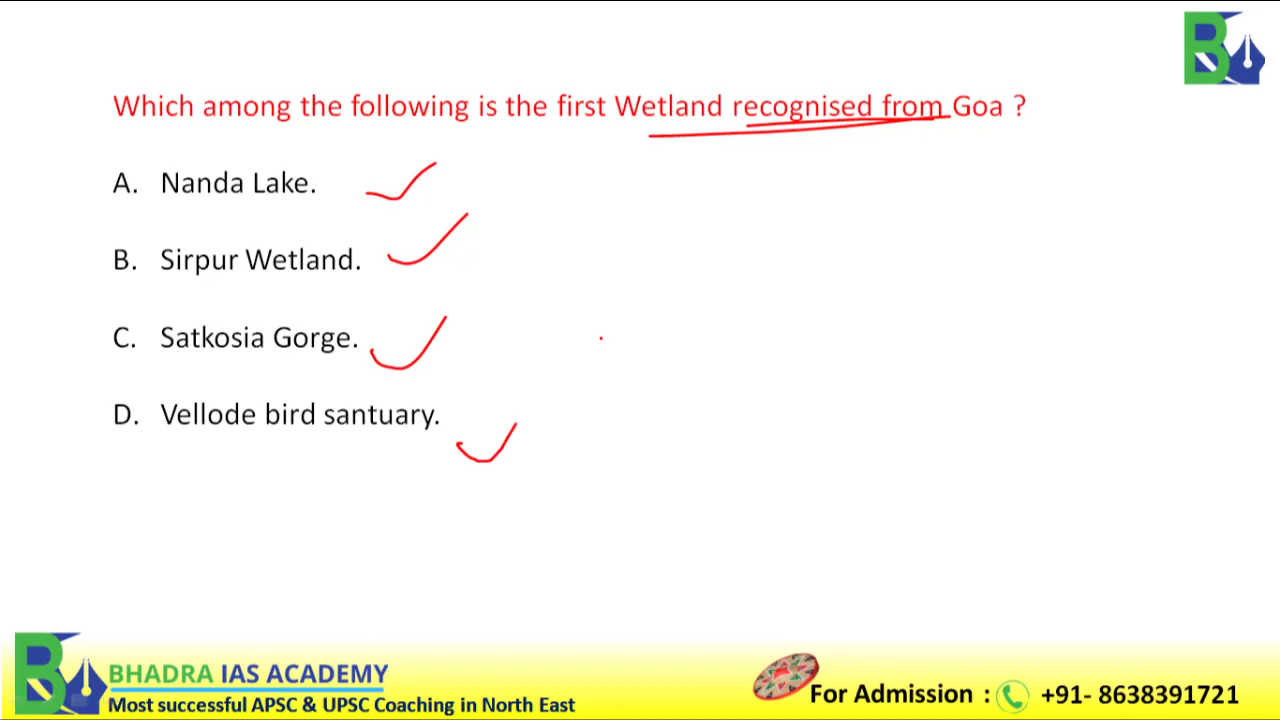 Which among the following is the first Wetland recognised from Goa ?
A. Nanda Lake.
B. Sirpur Wetland.
C. Satkosia Gorge.
D. Vellode bird santuary.
BHADRA IAS ACADEMY
Most successful APSC & UPSC Coaching in North East
For Admission : +91- 8638391721